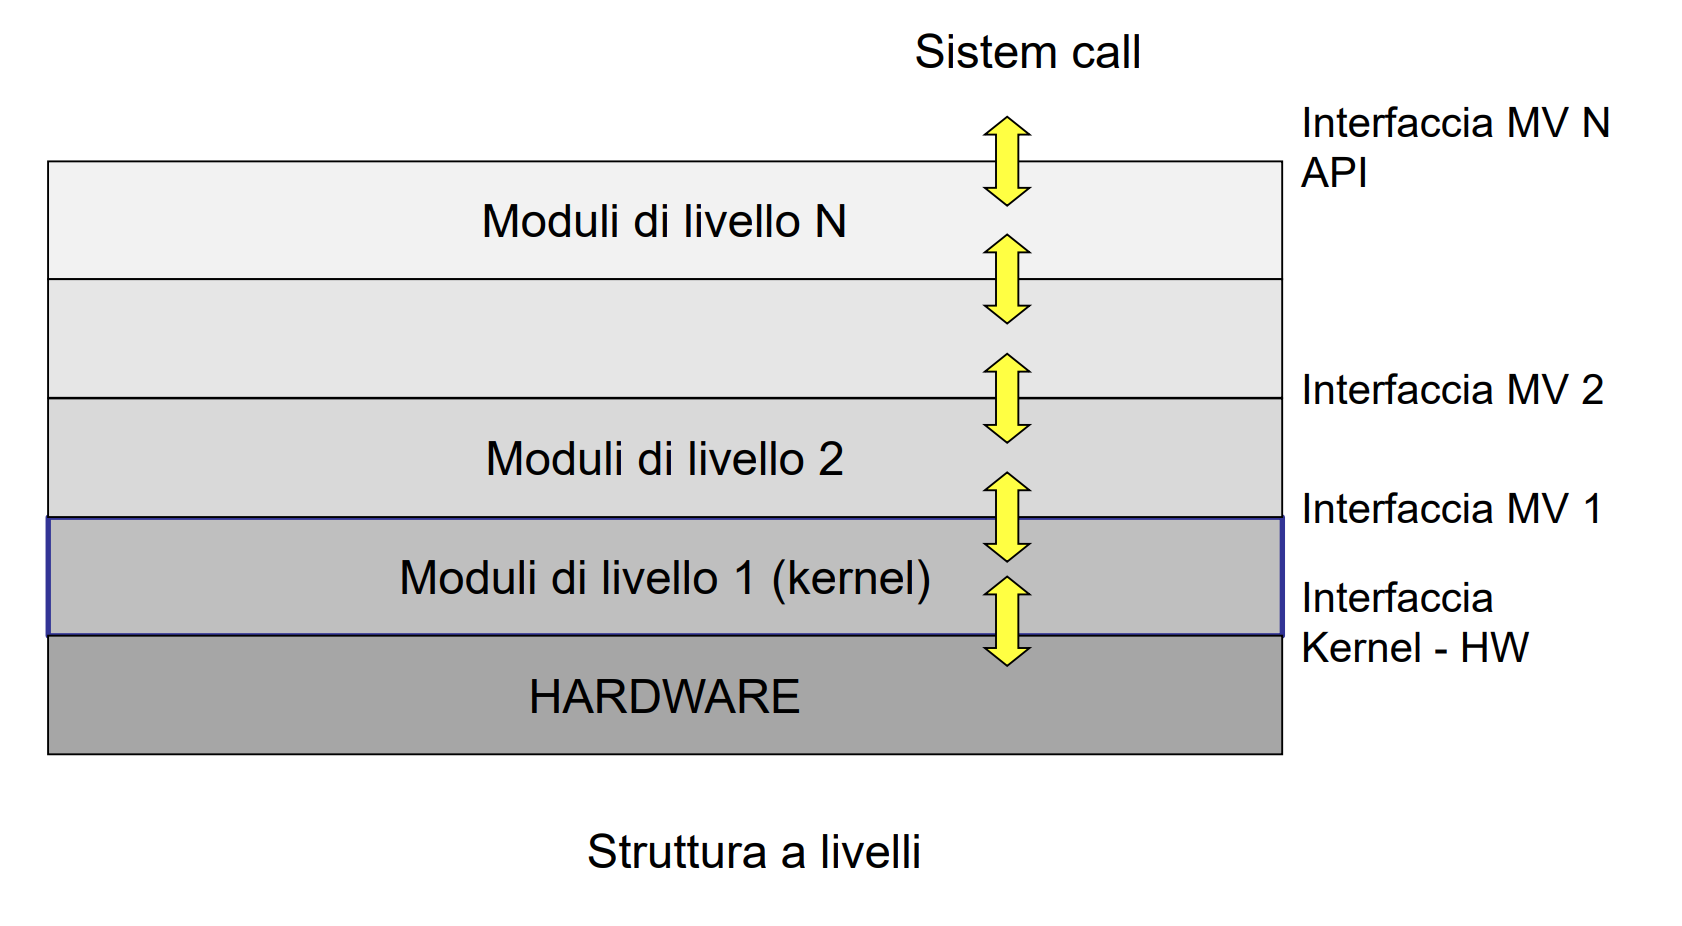 Sistem call
Interfaccia MV N
API
Moduli di livello N
Interfaccia MV 2
Moduli di livello 2
Interfaccia MV 1
Moduli di livello 1 (kernel)
Interfaccia
Kernel - HW
HARDWARE
Struttura a livelli